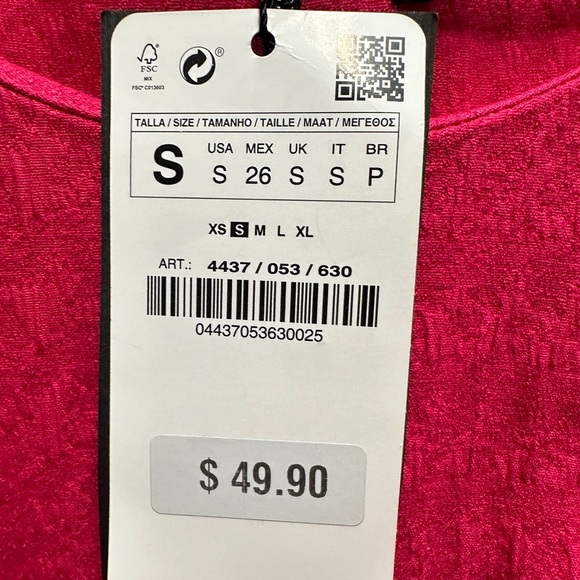 FSC
MIX
FSC® C013603
®
TALLA / SIZE / TAMANHO / TAILLE / MAAT / ΜΕΓΕΘΟΣ
S
USA MEX UK IT BR
S 26 S S P
XS S M L XL
ART.: 4437 / 053 / 630
04437053630025
$ 49.90